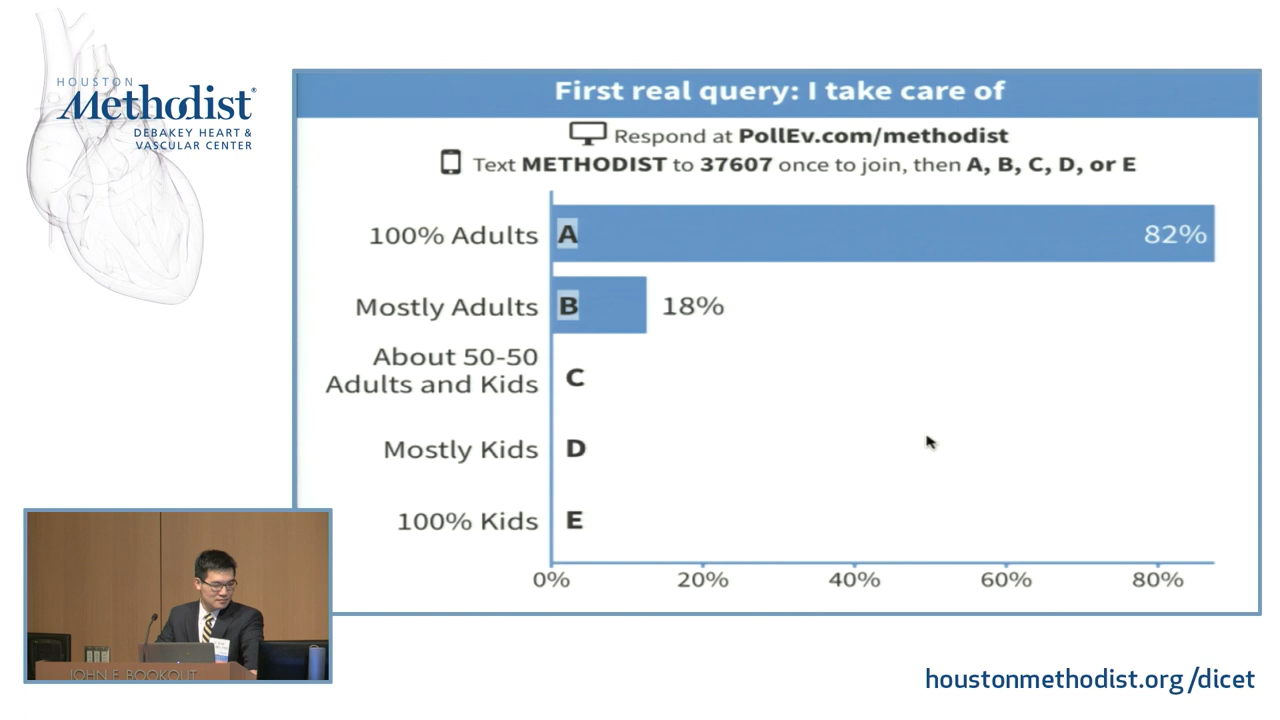 HOUSTON
Methodist®
DEBAKEY HEART &
VASCULAR CENTER
First real query: I take care of
Respond at PollEv.com/methodist
Text METHODIST to 37607 once to join, then A, B, C, D, or E
100% Adults A 82%
Mostly Adults B 18%
About 50-50
Adults and Kids C
Mostly Kids D
100% Kids E
0% 20% 40% 60% 80%
JOHN F. BOOKOUT
houstonmethodist.org/dicet